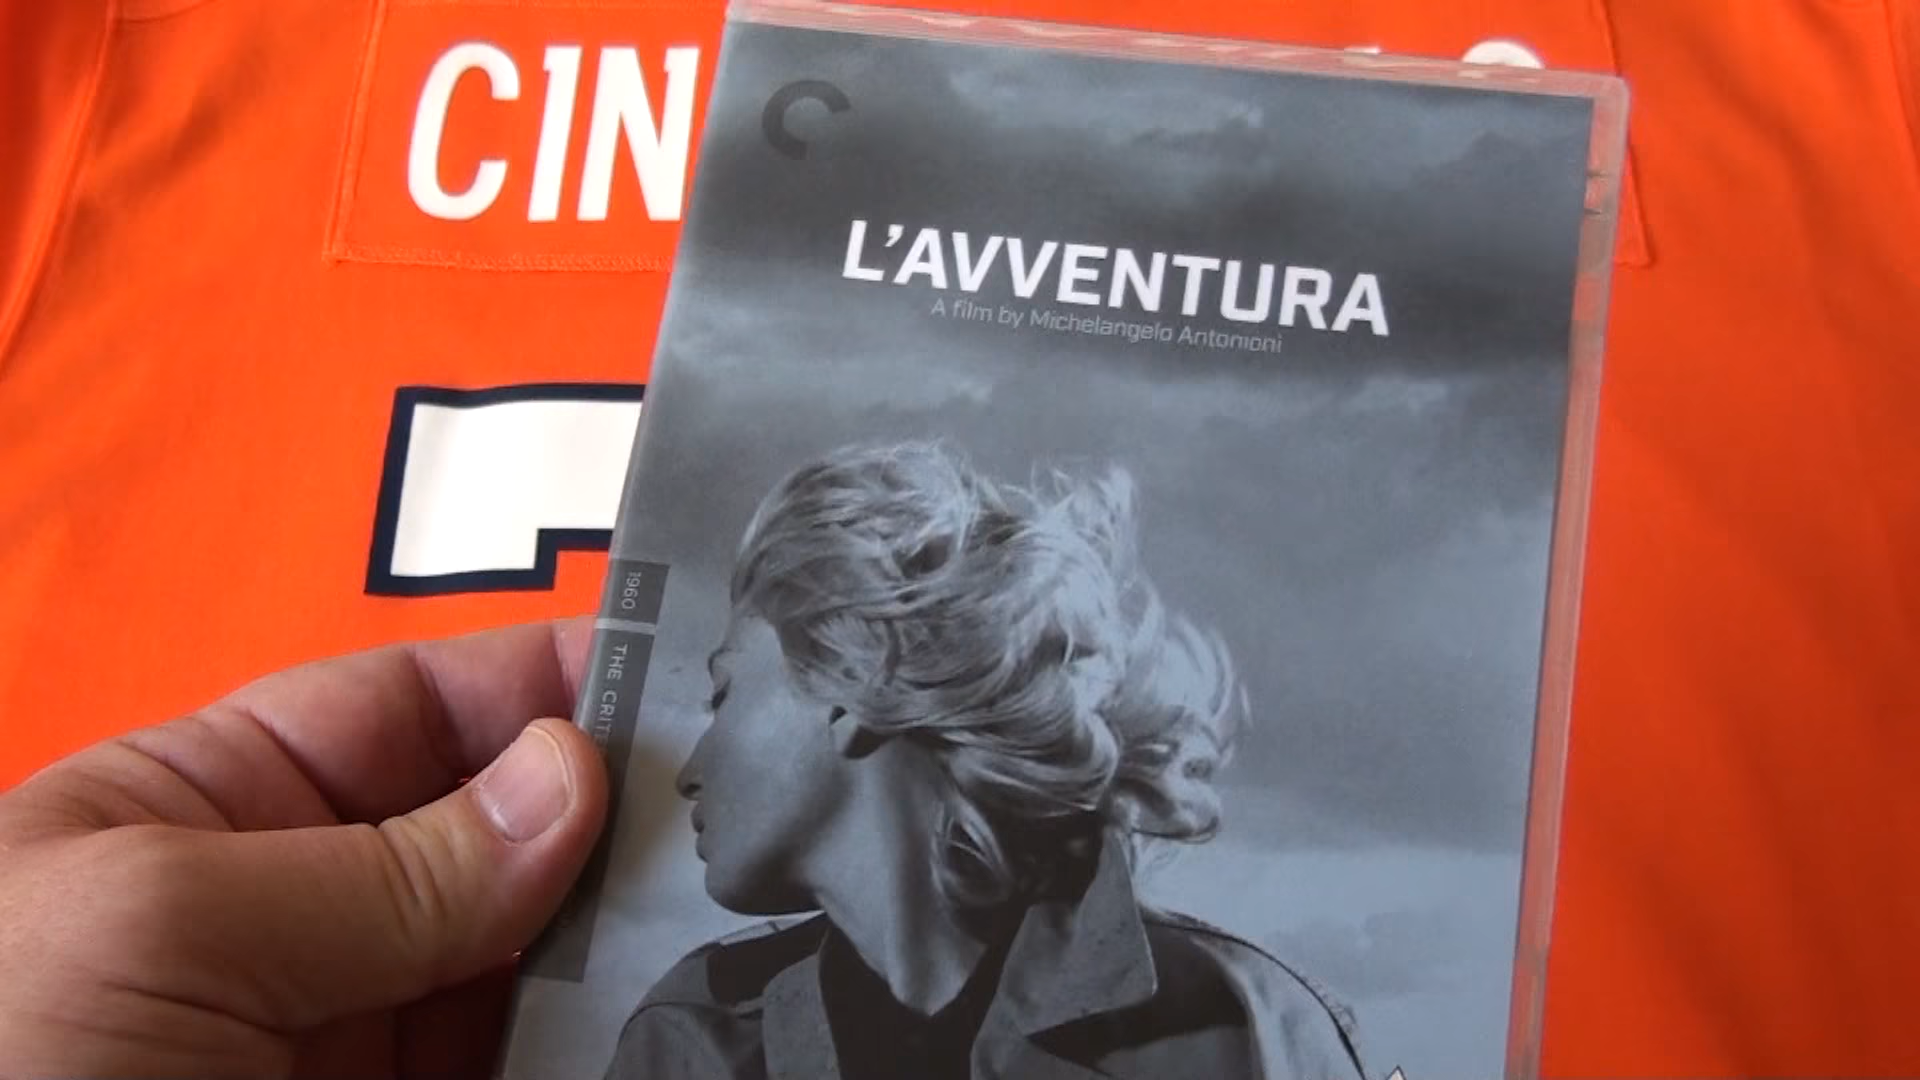 CIN
L'AVVENTURA
A film by Michelangelo Antonioni
1960
THE CRIT